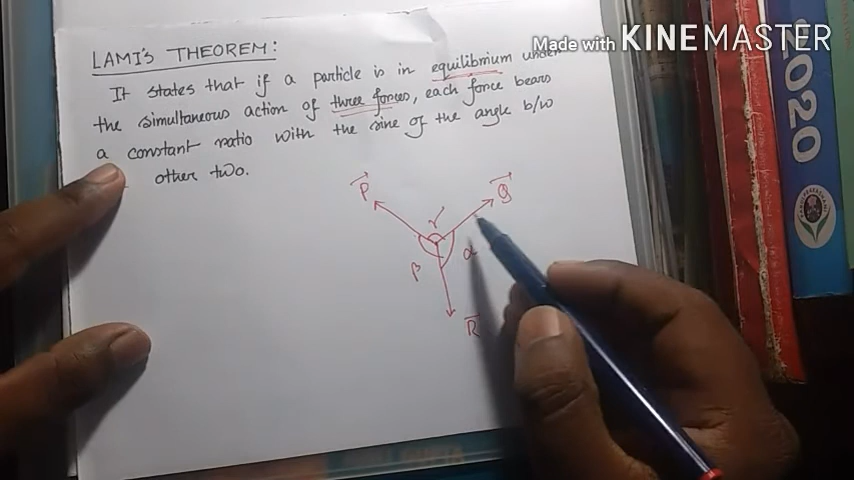 Made with KINEMASTER
LAMI'S THEOREM:
It states that if a particle is in equilibrium under
the simultaneous action of three forces, each force bears
a constant ratio with the sine of the angle b/w
other two.
P
Q
γ
β
α
R
2020